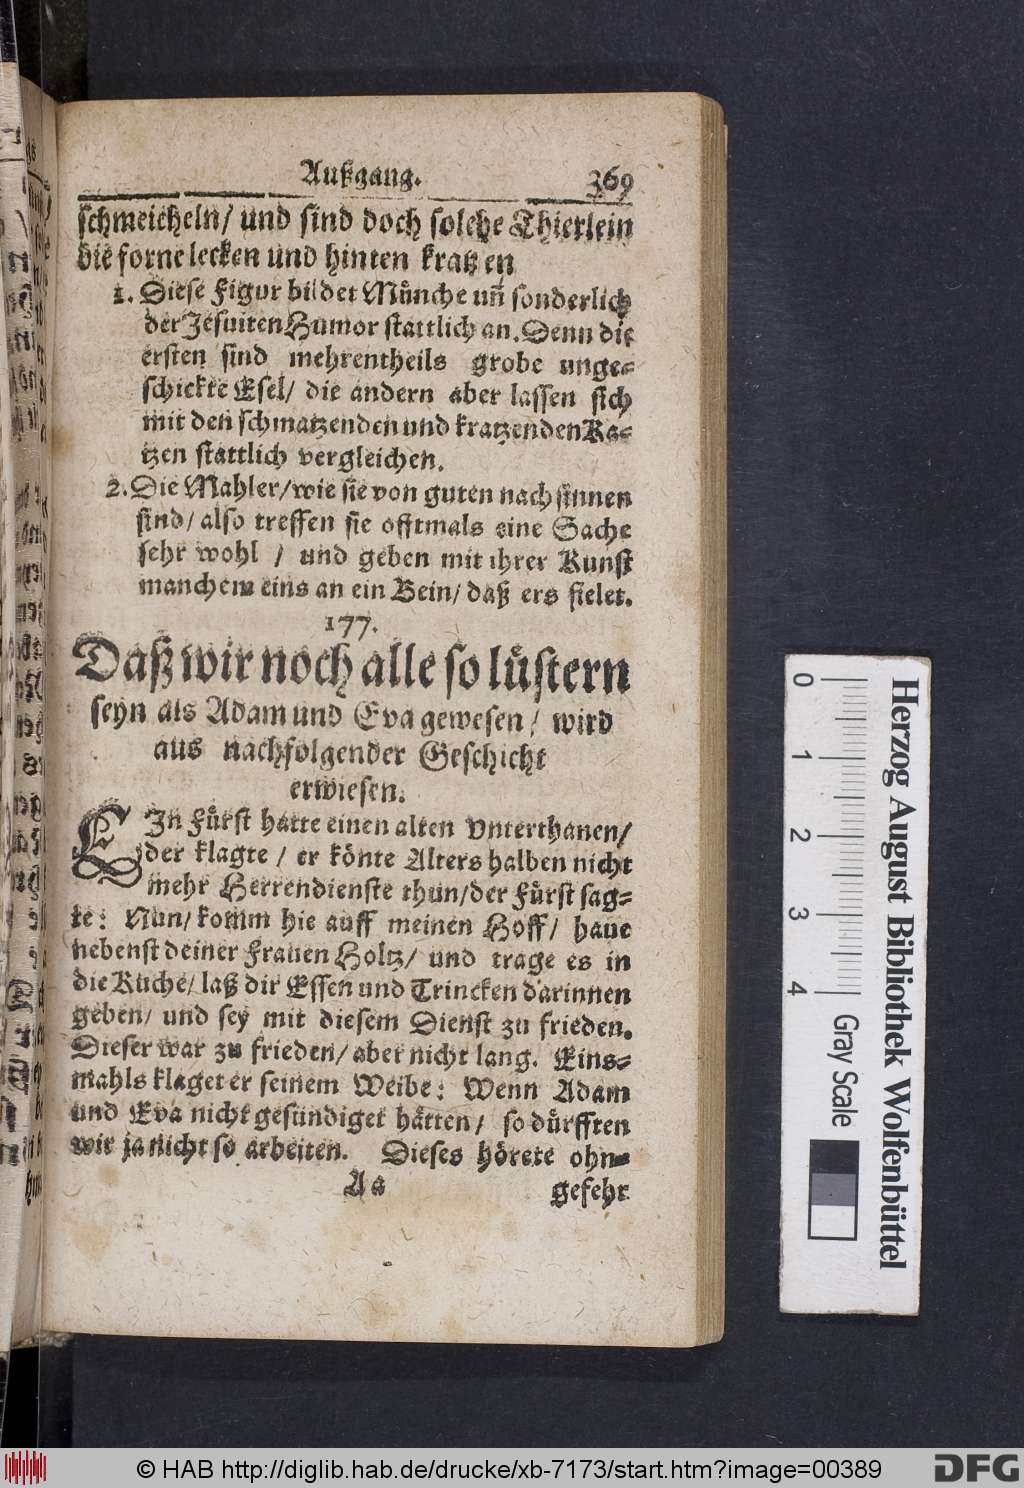 Außgang. 369
schmeicheln/ und sind doch solche Thierlein
die forne lecken und hinten kratzen
1. Diese Figur bildet Münche uñ sonderlich
der Jesuiten Humor stattlich an. Denn die
ersten sind mehrentheils grobe unge-
schickte Esel/ die andern aber lassen sich
mit den schmatzenden und kratzenden Ka-
tzen stattlich vergleichen.
2. Die Mahler/ wie sie von guten nachsinnen
sind/ also treffen sie offtmals eine Sache
sehr wohl / und geben mit ihrer Kunst
manchem eins an ein Bein/ daß ers fielet.
177.
Daß wir noch alle so lüstern
seyn als Adam und Eva gewesen/ wird
aus nachfolgender Geschicht
erwiesen.
EIn Fürst hatte einen alten Vnterthanen/
der klagte / er könte Alters halben nicht
mehr Herrendienste thun/ der Fürst sag-
te: Nun/ komm hie auff meinen Hoff/ haue
nebenst deiner Frauen Holtz/ und trage es in
die Küche/ laß dir Essen und Trincken darinnen
geben/ und sey mit diesem Dienst zu frieden.
Dieser war zu frieden/ aber nicht lang. Eins-
mahls klaget er seinem Weibe: Wenn Adam
und Eva nicht gesündiget hätten/ so dürfften
wir ja nicht so arbeiten. Dieses hörete ohn-
Aa gefehr
0 1 2 3 4
Gray Scale
Herzog August Bibliothek Wolfenbüttel
© HAB http://diglib.hab.de/drucke/xb-7173/start.htm?image=00389
DFG